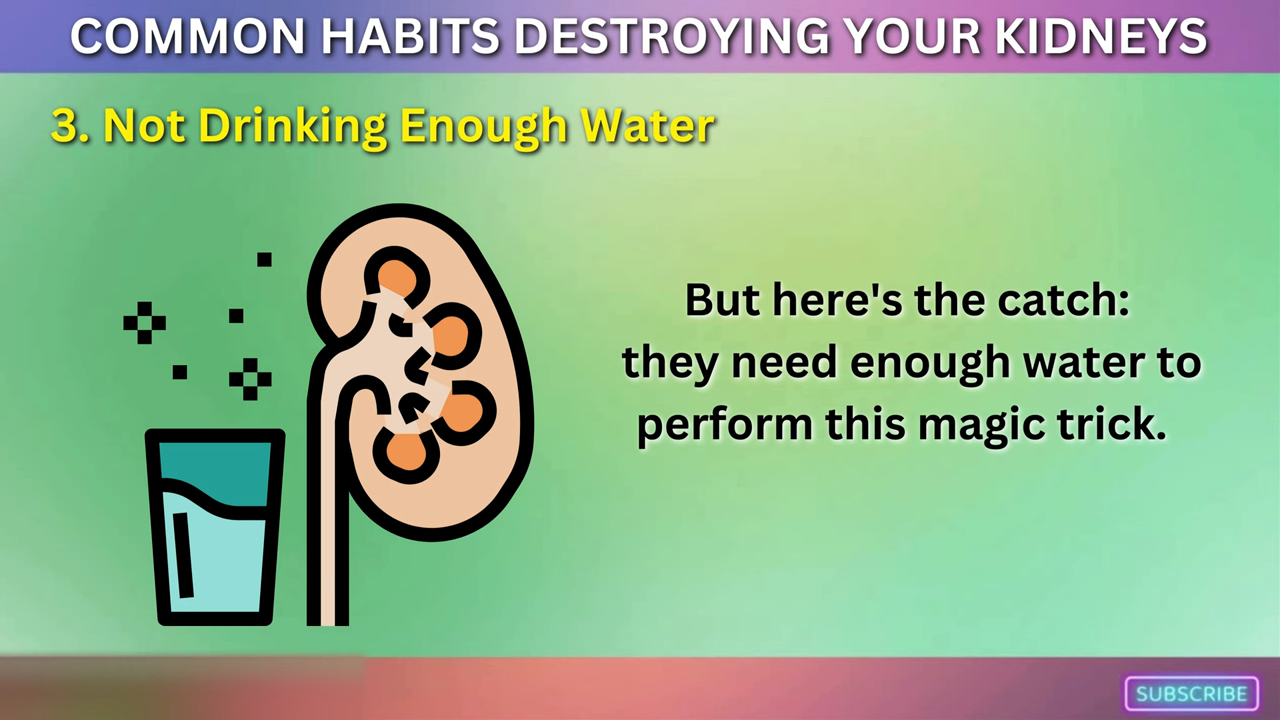 COMMON HABITS DESTROYING YOUR KIDNEYS
3. Not Drinking Enough Water
But here's the catch:
they need enough water to
perform this magic trick.
SUBSCRIBE